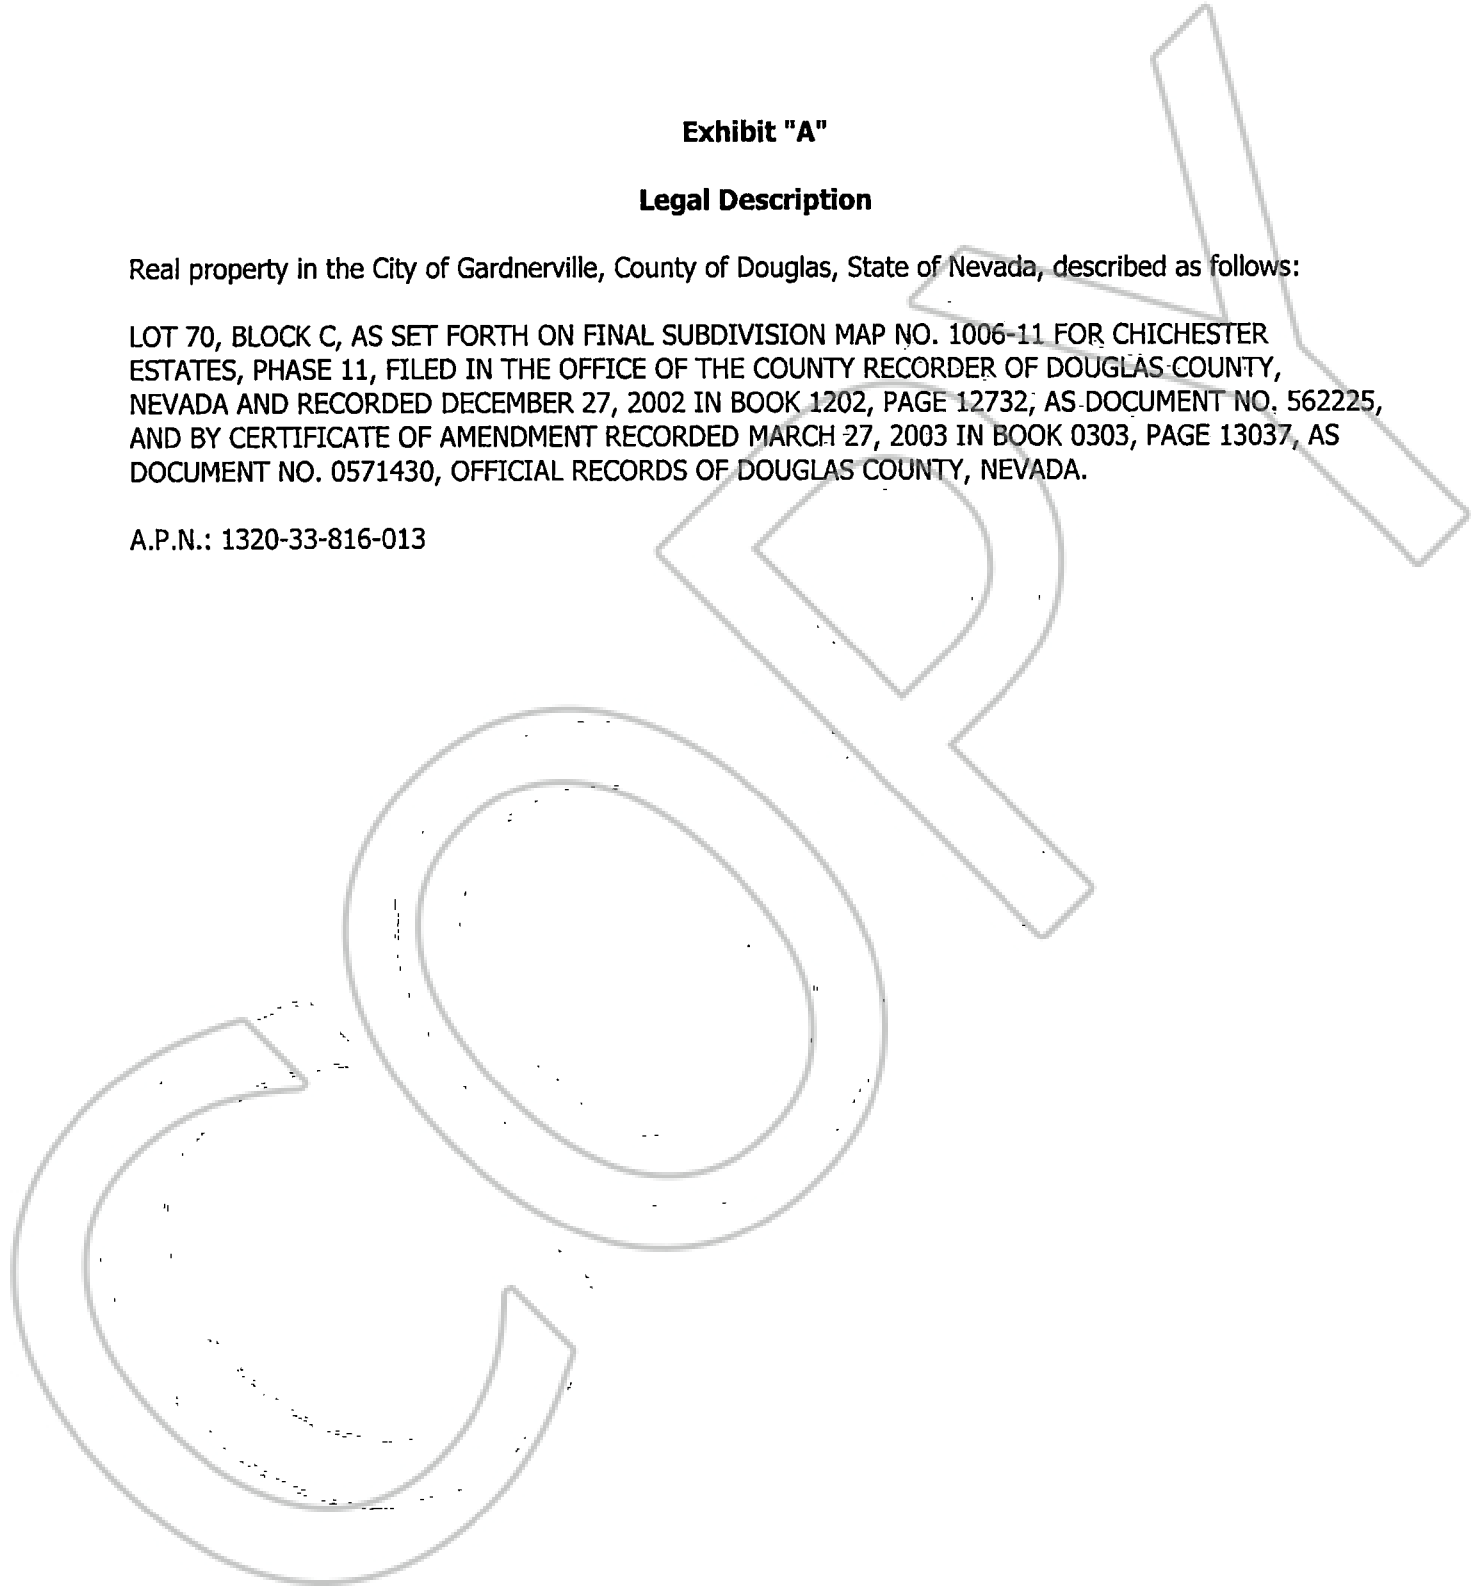 Exhibit "A"
Legal Description
Real property in the City of Gardnerville, County of Douglas, State of Nevada, described as follows:
LOT 70, BLOCK C, AS SET FORTH ON FINAL SUBDIVISION MAP NO. 1006-11 FOR CHICHESTER
ESTATES, PHASE 11, FILED IN THE OFFICE OF THE COUNTY RECORDER OF DOUGLAS COUNTY,
NEVADA AND RECORDED DECEMBER 27, 2002 IN BOOK 1202, PAGE 12732, AS DOCUMENT NO. 562225,
AND BY CERTIFICATE OF AMENDMENT RECORDED MARCH 27, 2003 IN BOOK 0303, PAGE 13037, AS
DOCUMENT NO. 0571430, OFFICIAL RECORDS OF DOUGLAS COUNTY, NEVADA.
A.P.N.: 1320-33-816-013
COPY